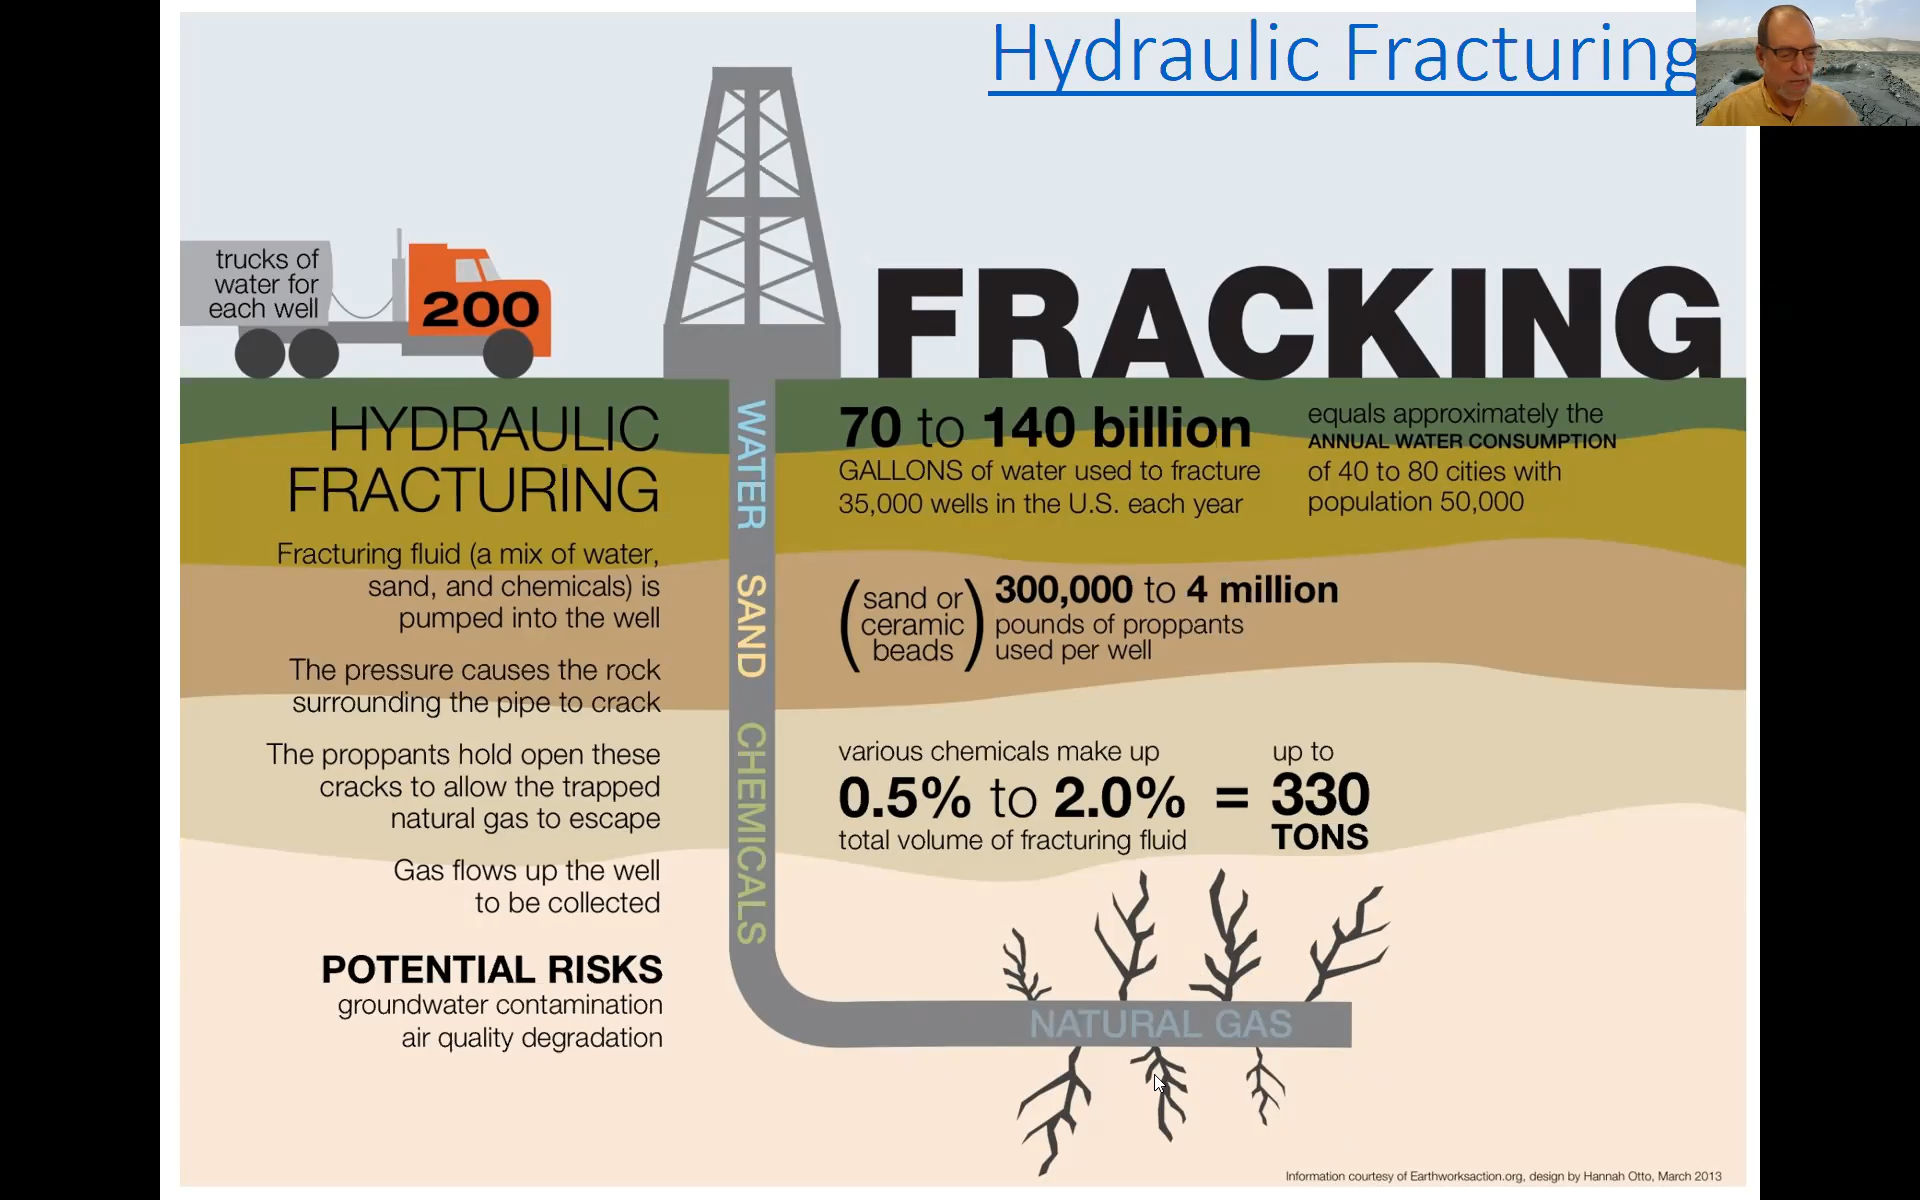 Hydraulic Fracturing
trucks of
water for
each well
200
FRACKING
HYDRAULIC
FRACTURING
Fracturing fluid (a mix of water,
sand, and chemicals) is
pumped into the well
The pressure causes the rock
surrounding the pipe to crack
The proppants hold open these
cracks to allow the trapped
natural gas to escape
Gas flows up the well
to be collected
POTENTIAL RISKS
groundwater contamination
air quality degradation
WATER
SAND
CHEMICALS
70 to 140 billion
GALLONS of water used to fracture
35,000 wells in the U.S. each year
equals approximately the
ANNUAL WATER CONSUMPTION
of 40 to 80 cities with
population 50,000
(sand or
ceramic
beads)
300,000 to 4 million
pounds of proppants
used per well
various chemicals make up
0.5% to 2.0%
total volume of fracturing fluid
=
up to
330
TONS
NATURAL GAS
Information courtesy of Earthworksaction.org, design by Hannah Otto, March 2013